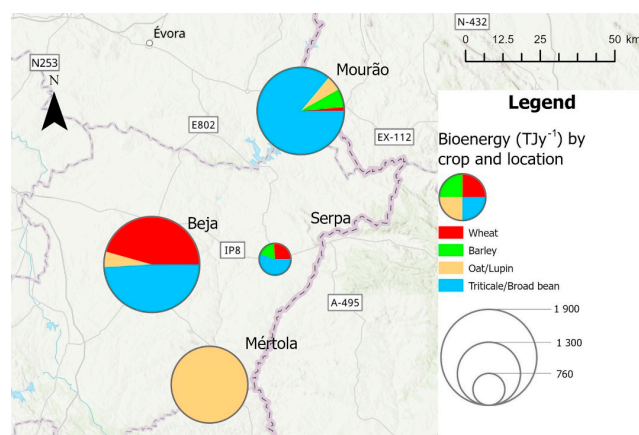 N-432
Évora
0 12.5 25 50 km
N253
N
Mourão
Legend
E802
EX-112
Bioenergy (TJy⁻¹) by
crop and location
Beja
Serpa
IP8
Wheat
Barley
Oat/Lupin
Triticale/Broad bean
A-495
1 900
Mértola
1 300
760